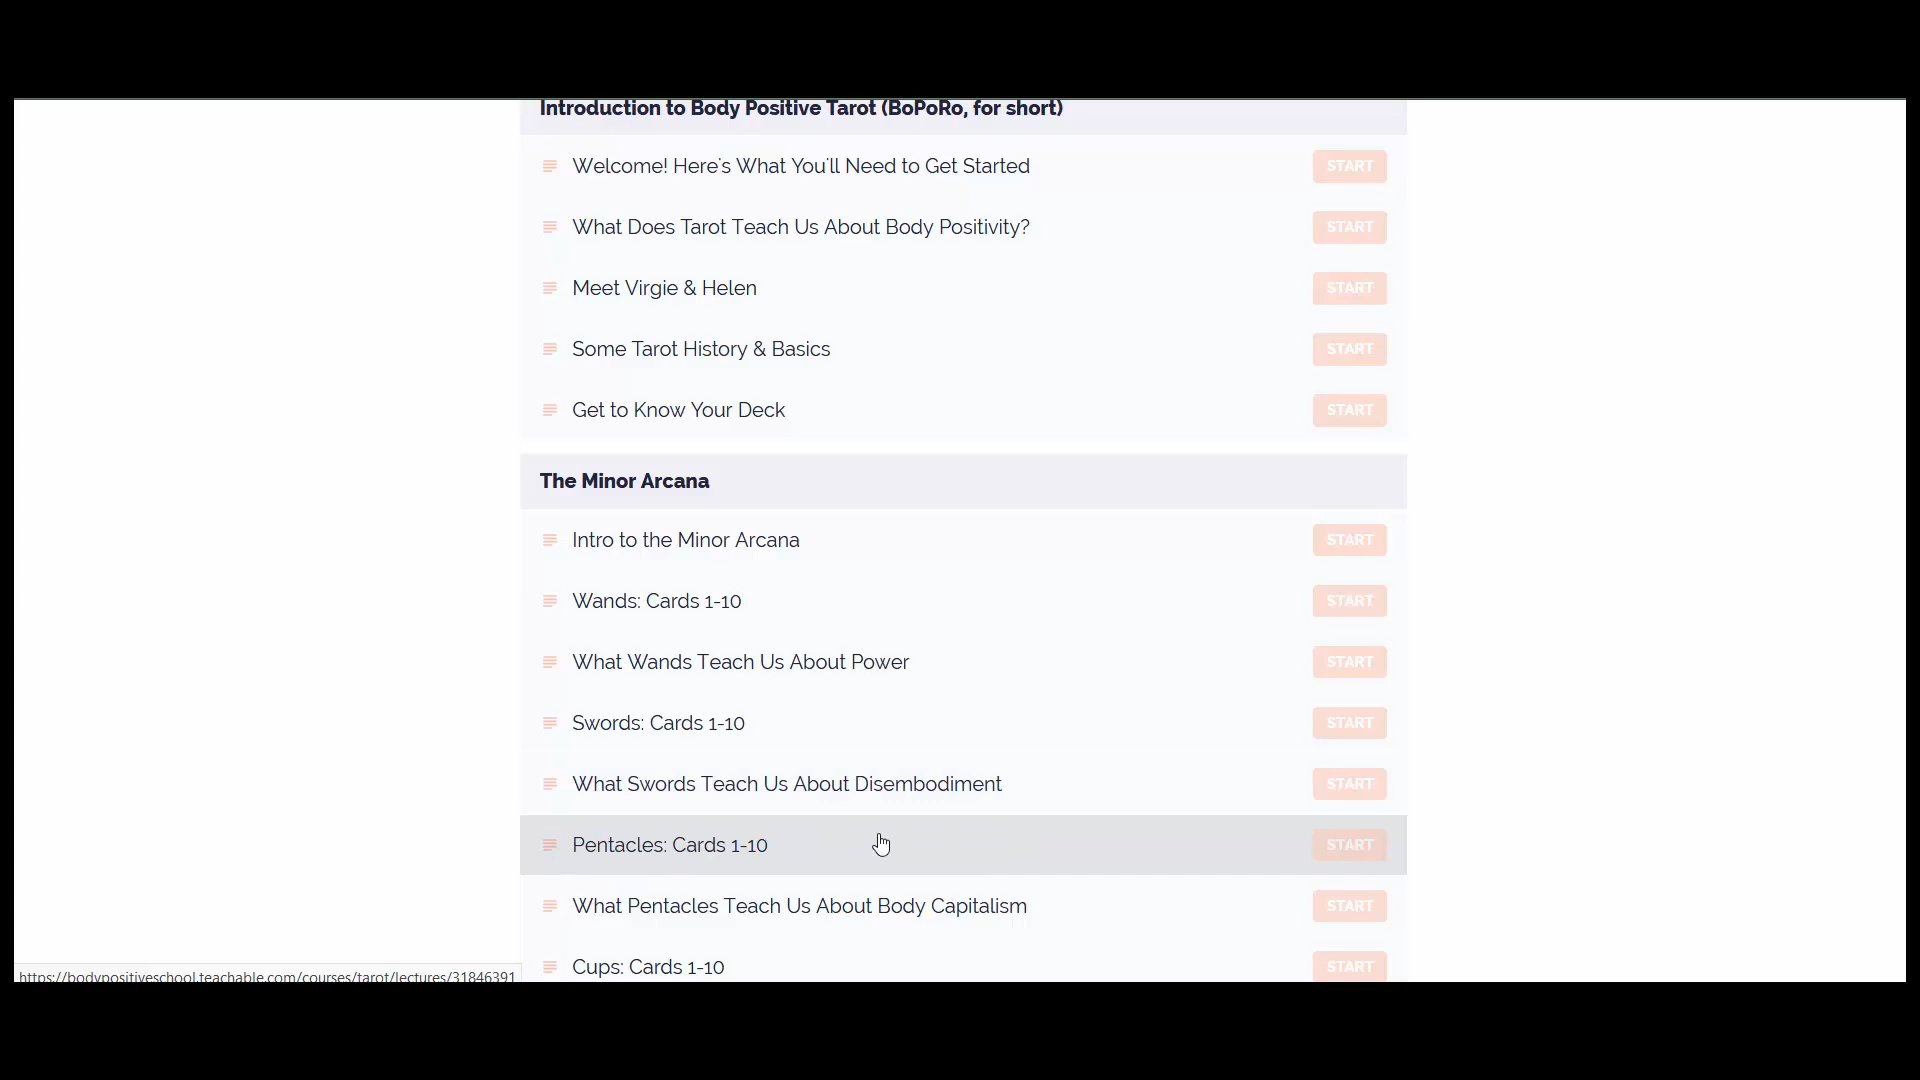 Introduction to Body Positive Tarot (BoPoRo, for short)
Welcome! Here's What You'll Need to Get Started START
What Does Tarot Teach Us About Body Positivity? START
Meet Virgie & Helen START
Some Tarot History & Basics START
Get to Know Your Deck START
The Minor Arcana
Intro to the Minor Arcana START
Wands: Cards 1-10 START
What Wands Teach Us About Power START
Swords: Cards 1-10 START
What Swords Teach Us About Disembodiment START
Pentacles: Cards 1-10 START
What Pentacles Teach Us About Body Capitalism START
Cups: Cards 1-10 START
https://bodypositiveschool.teachable.com/courses/tarot/lectures/31846391